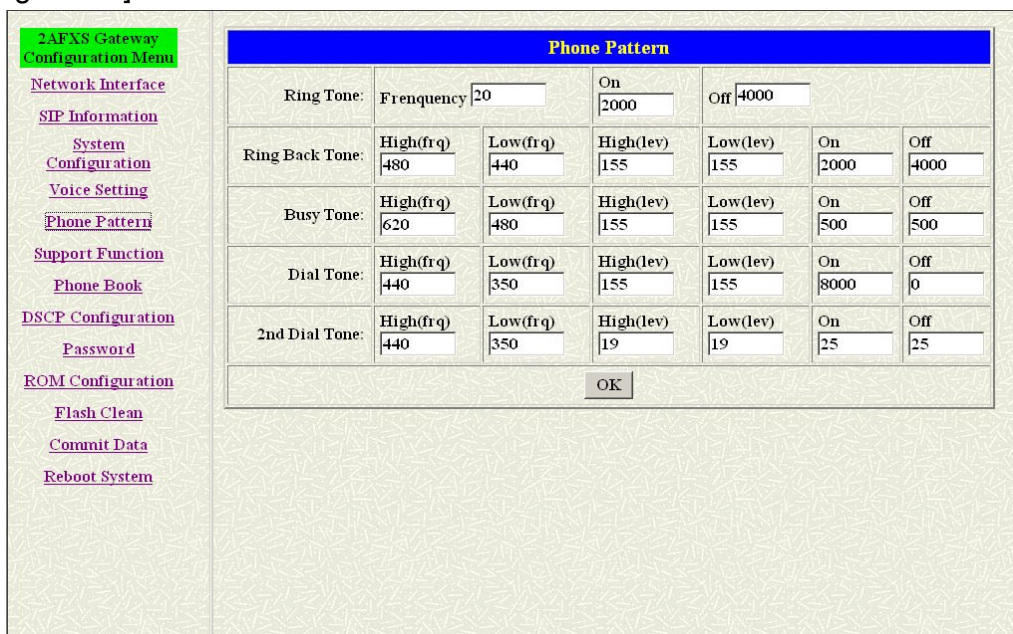 2AFXS Gateway
Configuration Menu
Network Interface
SIP Information
System
Configuration
Voice Setting
Phone Pattern
Support Function
Phone Book
DSCP Configuration
Password
ROM Configuration
Flash Clean
Commit Data
Reboot System
Phone Pattern
Ring Tone: Frenquency 20 On 2000 Off 4000
Ring Back Tone: High(frq) 480 Low(frq) 440 High(lev) 155 Low(lev) 155 On 2000 Off 4000
Busy Tone: High(frq) 620 Low(frq) 480 High(lev) 155 Low(lev) 155 On 500 Off 500
Dial Tone: High(frq) 440 Low(frq) 350 High(lev) 155 Low(lev) 155 On 8000 Off 0
2nd Dial Tone: High(frq) 440 Low(frq) 350 High(lev) 19 Low(lev) 19 On 25 Off 25
OK